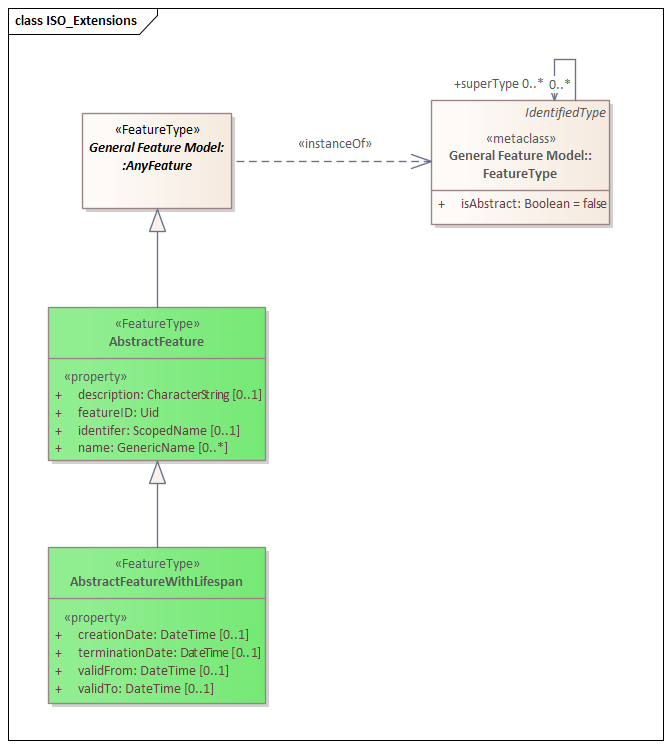 class ISO_Extensions
+superType 0..* 0..*
IdentifiedType
«metaclass»
General Feature Model::
FeatureType
+ isAbstract: Boolean = false
«FeatureType»
General Feature Model:
:AnyFeature
«instanceOf»
«FeatureType»
AbstractFeature
«property»
+ description: CharacterString [0..1]
+ featureID: Uid
+ identifer: ScopedName [0..1]
+ name: GenericName [0..*]
«FeatureType»
AbstractFeatureWithLifespan
«property»
+ creationDate: DateTime [0..1]
+ terminationDate: DateTime [0..1]
+ validFrom: DateTime [0..1]
+ validTo: DateTime [0..1]